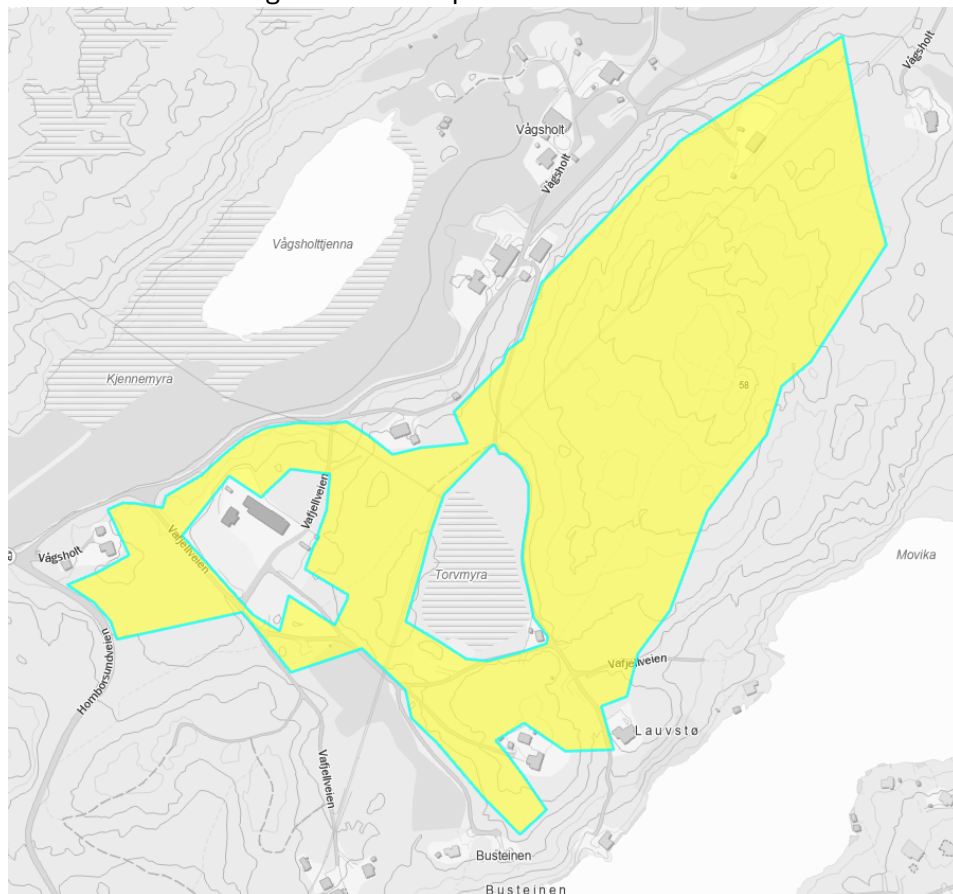 Vågsholt
Vågsholt
Vågsholt
Vågsholttjenna
Kjennemyra
58
Vafjellveien
Vågsholt
Vafjellveien
Torvmyra
Movika
Vafjellveien
Homborsundveien
Lauvstø
Vafjellveien
Busteinen
Busteinen